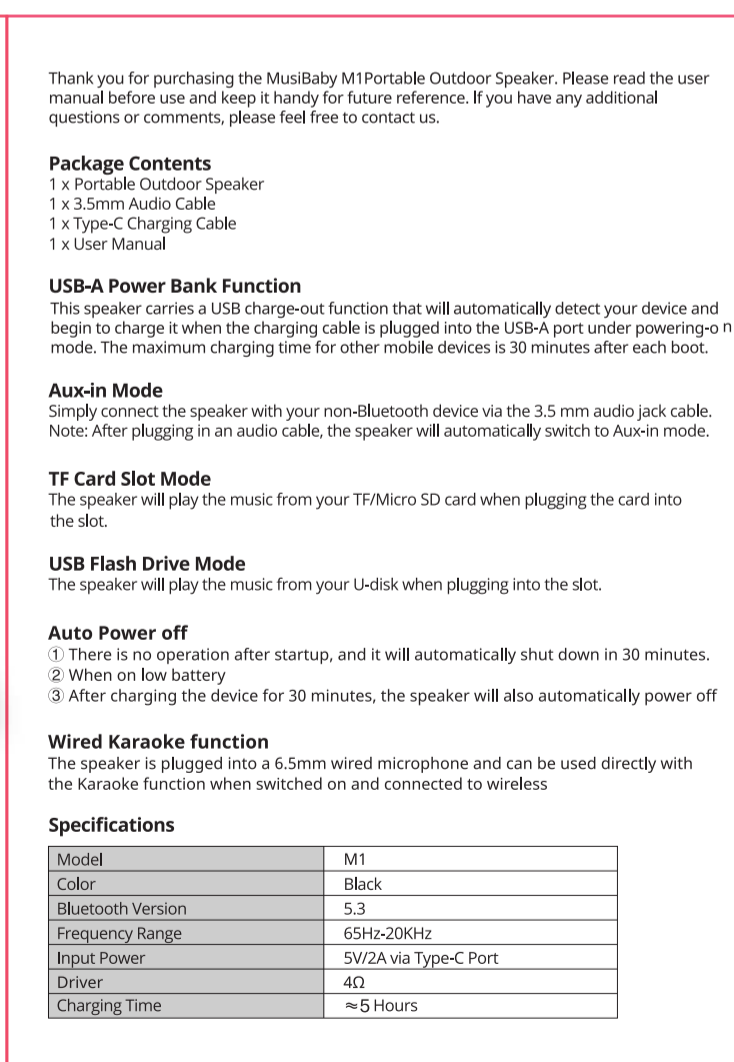 Thank you for purchasing the MusiBaby M1Portable Outdoor Speaker. Please read the user
manual before use and keep it handy for future reference. If you have any additional
questions or comments, please feel free to contact us.
Package Contents
1 x Portable Outdoor Speaker
1 x 3.5mm Audio Cable
1 x Type-C Charging Cable
1 x User Manual
USB-A Power Bank Function
This speaker carries a USB charge-out function that will automatically detect your device and
begin to charge it when the charging cable is plugged into the USB-A port under powering-o n
mode. The maximum charging time for other mobile devices is 30 minutes after each boot.
Aux-in Mode
Simply connect the speaker with your non-Bluetooth device via the 3.5 mm audio jack cable.
Note: After plugging in an audio cable, the speaker will automatically switch to Aux-in mode.
TF Card Slot Mode
The speaker will play the music from your TF/Micro SD card when plugging the card into
the slot.
USB Flash Drive Mode
The speaker will play the music from your U-disk when plugging into the slot.
Auto Power off
① There is no operation after startup, and it will automatically shut down in 30 minutes.
② When on low battery
③ After charging the device for 30 minutes, the speaker will also automatically power off
Wired Karaoke function
The speaker is plugged into a 6.5mm wired microphone and can be used directly with
the Karaoke function when switched on and connected to wireless
Specifications
Model M1
Color Black
Bluetooth Version 5.3
Frequency Range 65Hz-20KHz
Input Power 5V/2A via Type-C Port
Driver 4Ω
Charging Time ≈5 Hours